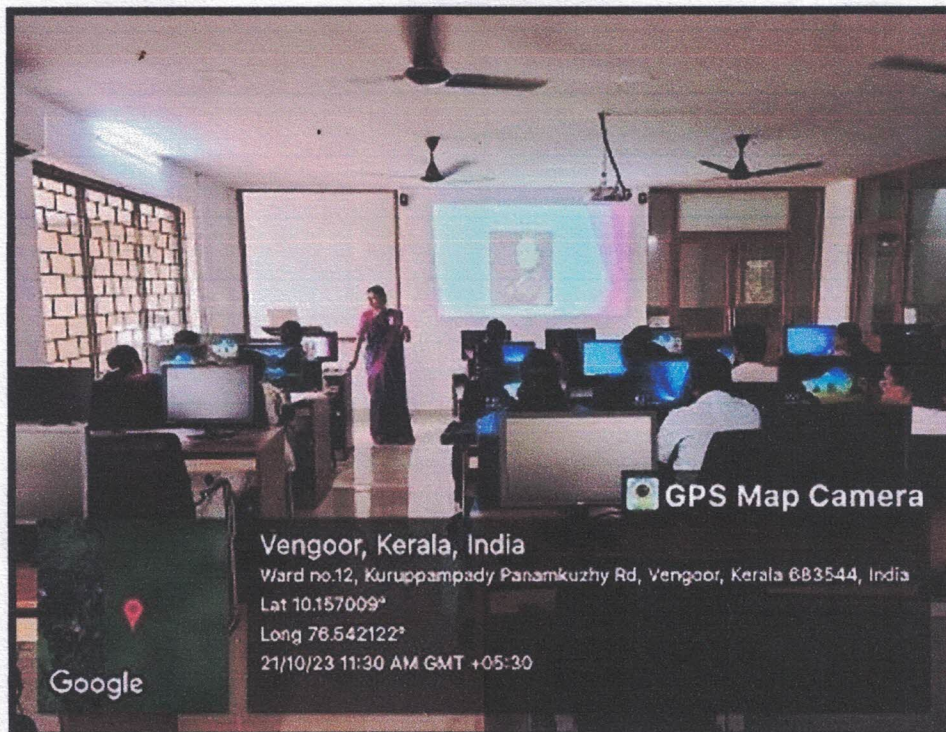 GPS Map Camera
Vengoor, Kerala, India
Ward no.12, Kuruppampady Panamkuzhy Rd, Vengoor, Kerala 683544, India
Lat 10.157009°
Long 76.542122°
21/10/23 11:30 AM GMT +05:30
Google